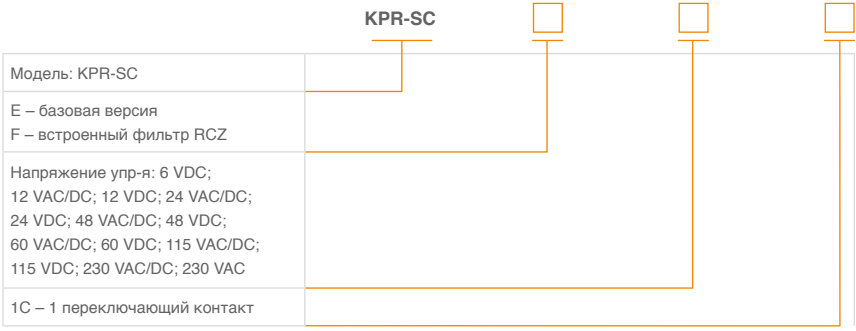 KPR-SC
Модель: KPR-SC
E – базовая версия
F – встроенный фильтр RCZ
Напряжение упр-я: 6 VDC;
12 VAC/DC; 12 VDC; 24 VAC/DC;
24 VDC; 48 VAC/DC; 48 VDC;
60 VAC/DC; 60 VDC; 115 VAC/DC;
115 VDC; 230 VAC/DC; 230 VAC
1C – 1 переключающий контакт